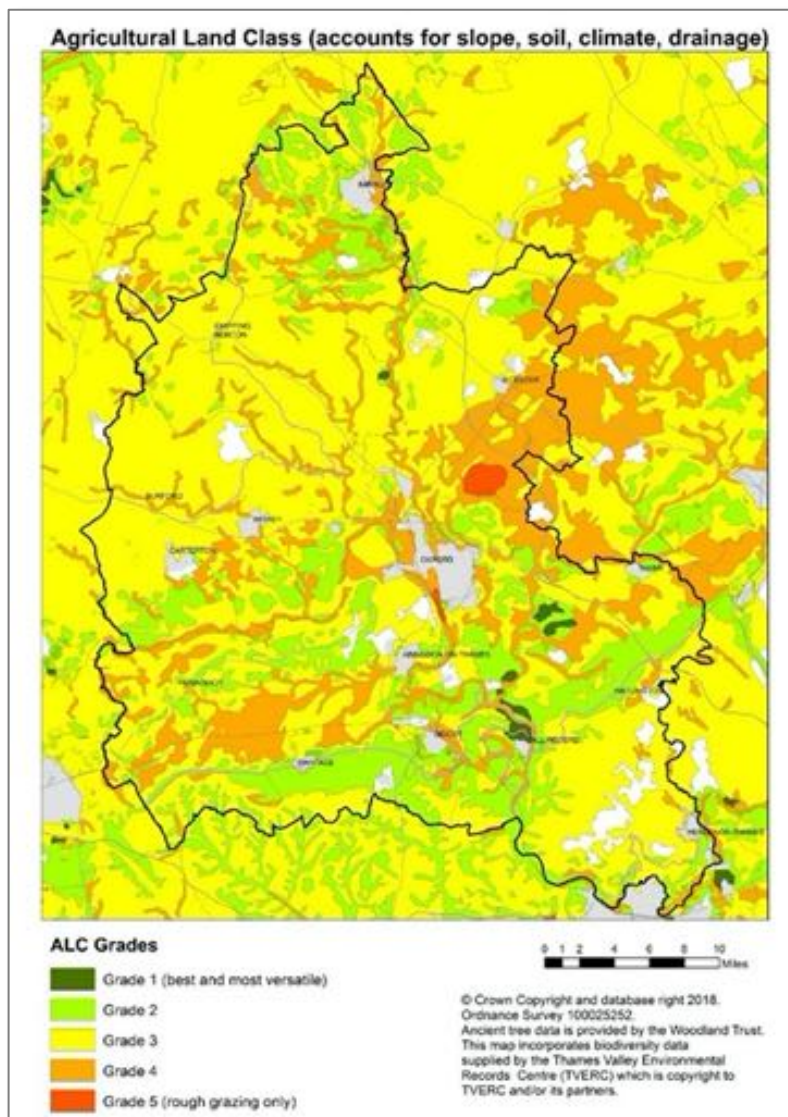 Agricultural Land Class (accounts for slope, soil, climate, drainage)
CARTERTON
OXFORD
ABINGDON-ON-THAMES
DIDCOT
ALC Grades
Grade 1 (best and most versatile)
Grade 2
Grade 3
Grade 4
Grade 5 (rough grazing only)
0 1 2 4 6 8 10
Miles
© Crown Copyright and database right 2018.
Ordnance Survey 100025252.
Ancient tree data is provided by the Woodland Trust.
This map incorporates biodiversity data
supplied by the Thames Valley Environmental
Records Centre (TVERC) which is copyright to
TVERC and/or its partners.